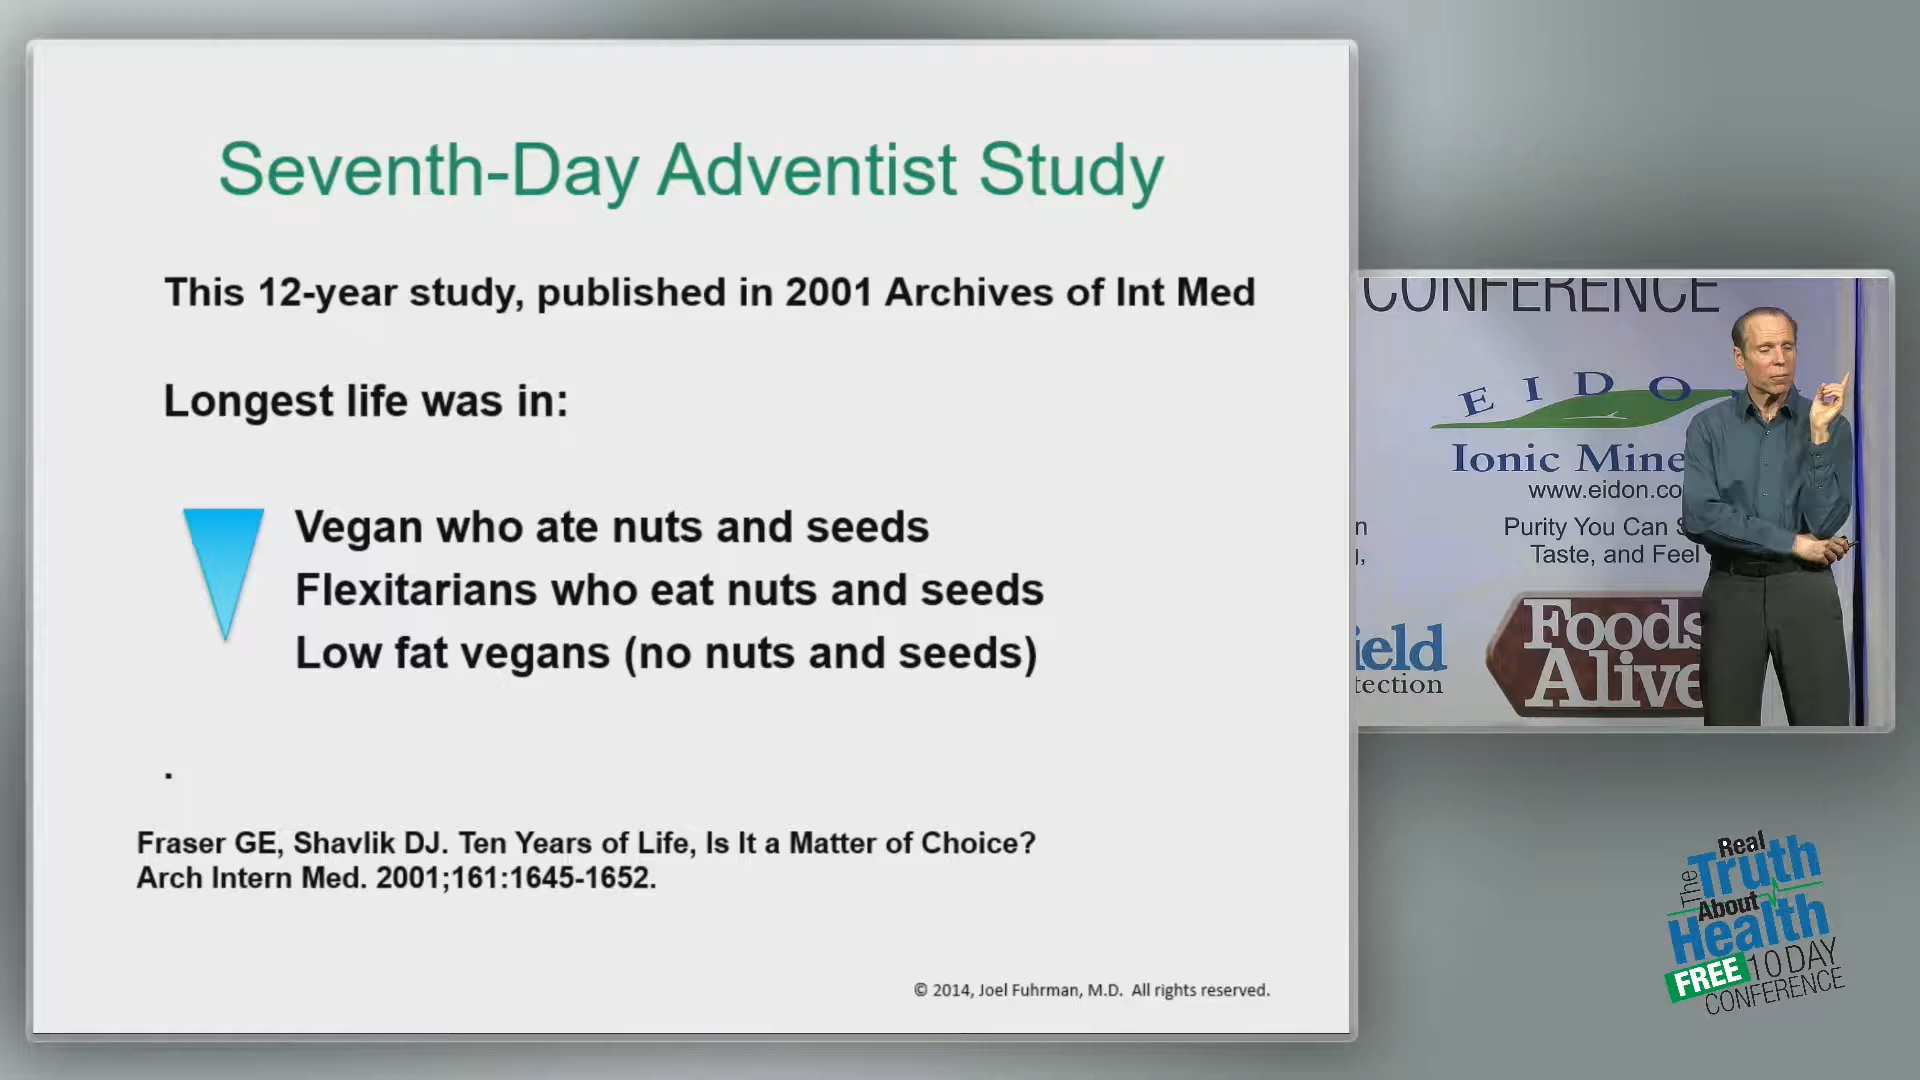 Seventh-Day Adventist Study
This 12-year study, published in 2001 Archives of Int Med
Longest life was in:
Vegan who ate nuts and seeds
Flexitarians who eat nuts and seeds
Low fat vegans (no nuts and seeds)
.
Fraser GE, Shavlik DJ. Ten Years of Life, Is It a Matter of Choice?
Arch Intern Med. 2001;161:1645-1652.
© 2014, Joel Fuhrman, M.D. All rights reserved.
CONFERENCE
EIDO
Ionic Mine
www.eidon.co
Purity You Can S
Taste, and Feel
n
g,
ield
tection
Foods
Alive
The Real
Truth
About
Health
FREE 10 DAY
CONFERENCE